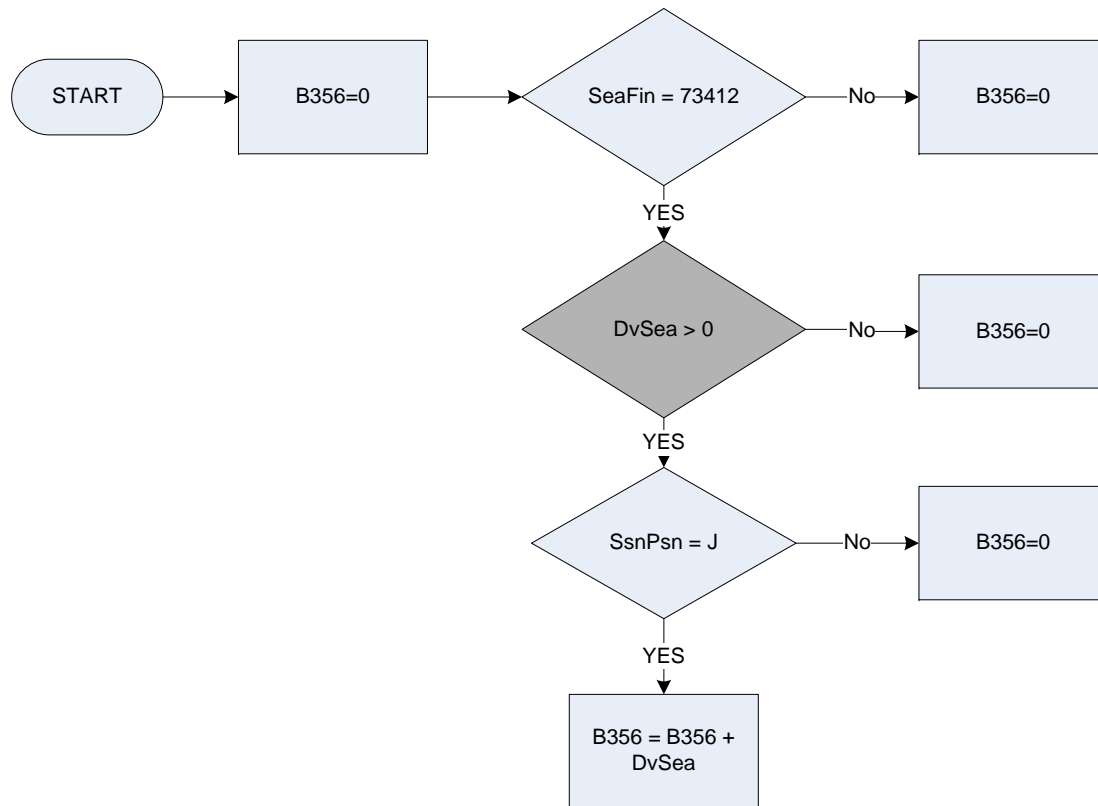 START
B356=0
SeaFin = 73412
No
B356=0
YES
DvSea > 0
No
B356=0
YES
SsnPsn = J
No
B356=0
YES
B356 = B356 +
DvSea